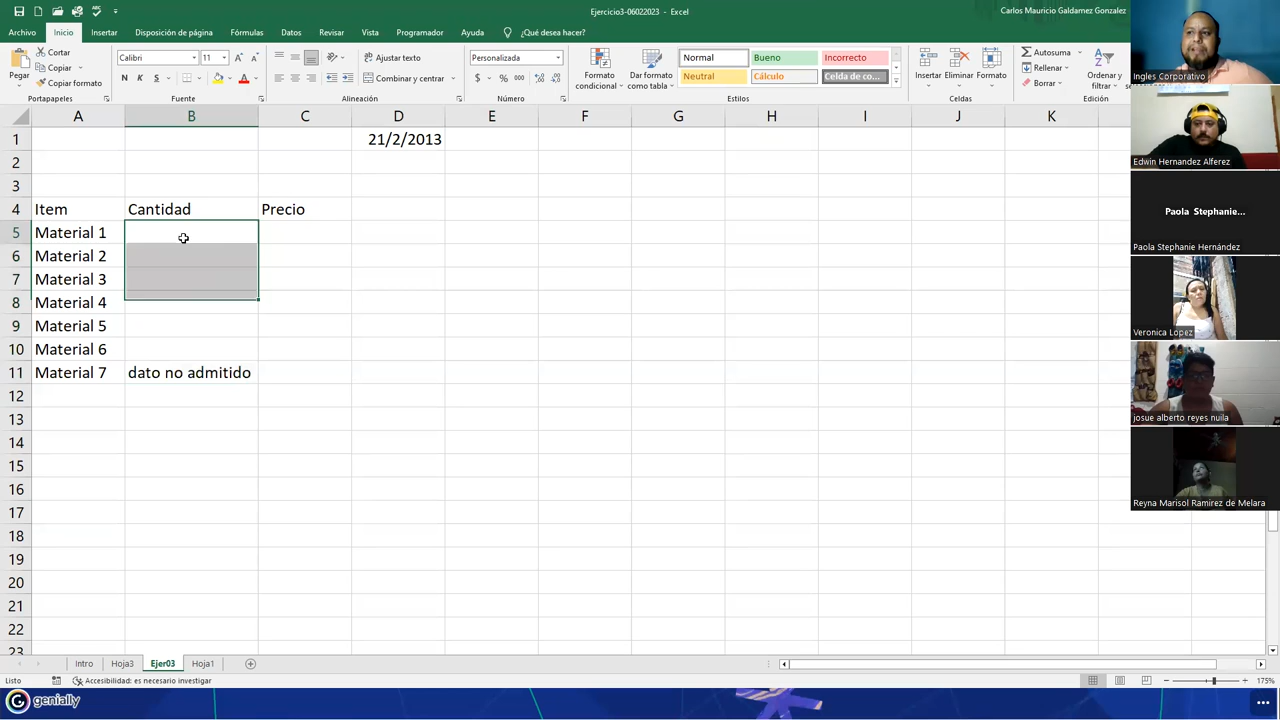 Ejercicio3-06022023 - Excel
Carlos Mauricio Galdamez Gonzalez
Archivo Inicio Insertar Disposición de página Fórmulas Datos Revisar Vista Programador Ayuda ¿Qué desea hacer?
Pegar
Cortar
Copiar
Copiar formato
Portapapeles
Calibri 11
N K S
Fuente
Ajustar texto
Combinar y centrar
Alineación
Personalizada
$ % 000
Número
Formato condicional
Dar formato como tabla
Normal Bueno Incorrecto
Neutral Cálculo Celda de co...
Estilos
Insertar Eliminar Formato
Celdas
Autosuma
Rellenar
Borrar
Ordenar y filtrar
Edición
A B C D E F G H I J K
1 21/2/2013
2
3
4 Item Cantidad Precio
5 Material 1
6 Material 2
7 Material 3
8 Material 4
9 Material 5
10 Material 6
11 Material 7 dato no admitido
12
13
14
15
16
17
18
19
20
21
22
23
Intro Hoja3 Ejer03 Hoja1
Listo Accesibilidad: es necesario investigar
175%
genially
Ingles Corporativo
Edwin Hernandez Alferez
Paola Stephanie...
Paola Stephanie Hernández
Veronica Lopez
josue alberto reyes nuila
Reyna Marisol Ramirez de Melara